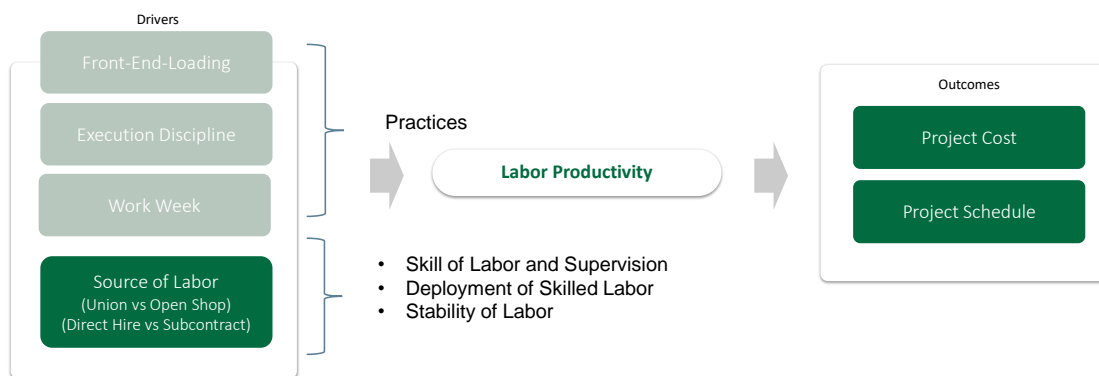 Drivers
Front-End-Loading
Execution Discipline
Work Week
Source of Labor
(Union vs Open Shop)
(Direct Hire vs Subcontract)
Practices
Labor Productivity
• Skill of Labor and Supervision
• Deployment of Skilled Labor
• Stability of Labor
Outcomes
Project Cost
Project Schedule